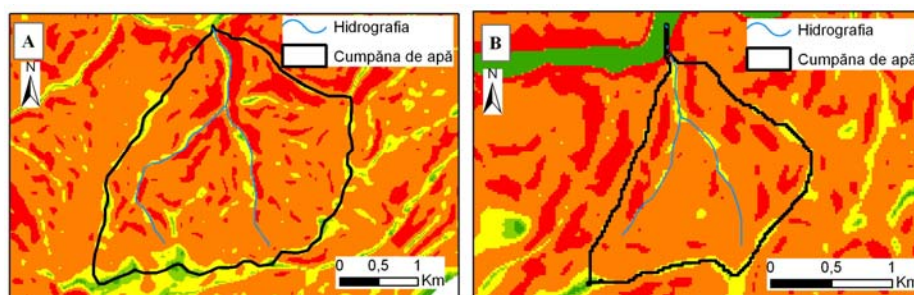 A
Hidrografia
Cumpăna de apă
N
0 0,5 1
Km
B
Hidrografia
Cumpăna de apă
N
0 0,5 1
Km